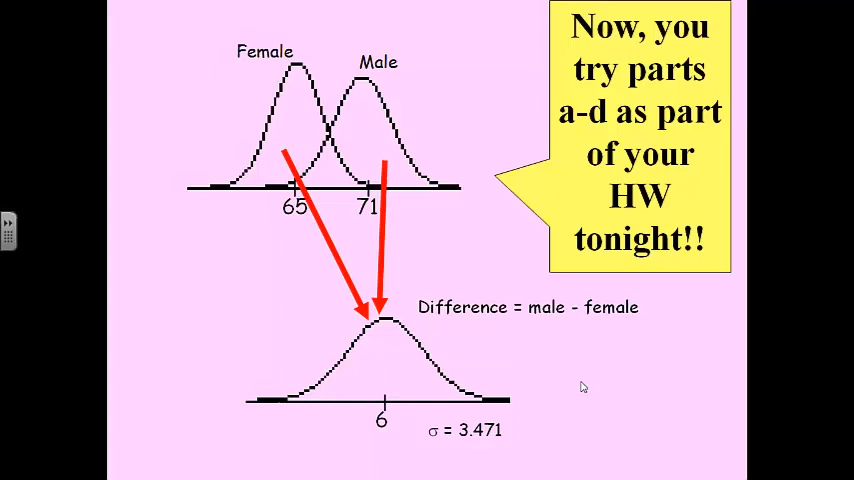 Female
Male
Now, you
try parts
a-d as part
of your
HW
tonight!!
65
71
Difference = male - female
6
σ = 3.471